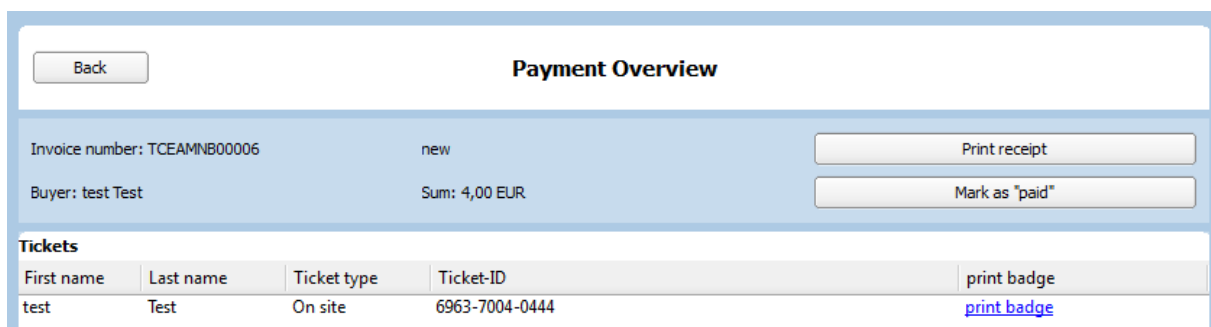 Back
Payment Overview
Invoice number: TCEAMNB00006 new Print receipt
Buyer: test Test Sum: 4,00 EUR Mark as "paid"
Tickets
First name Last name Ticket type Ticket-ID print badge
test Test On site 6963-7004-0444 print badge